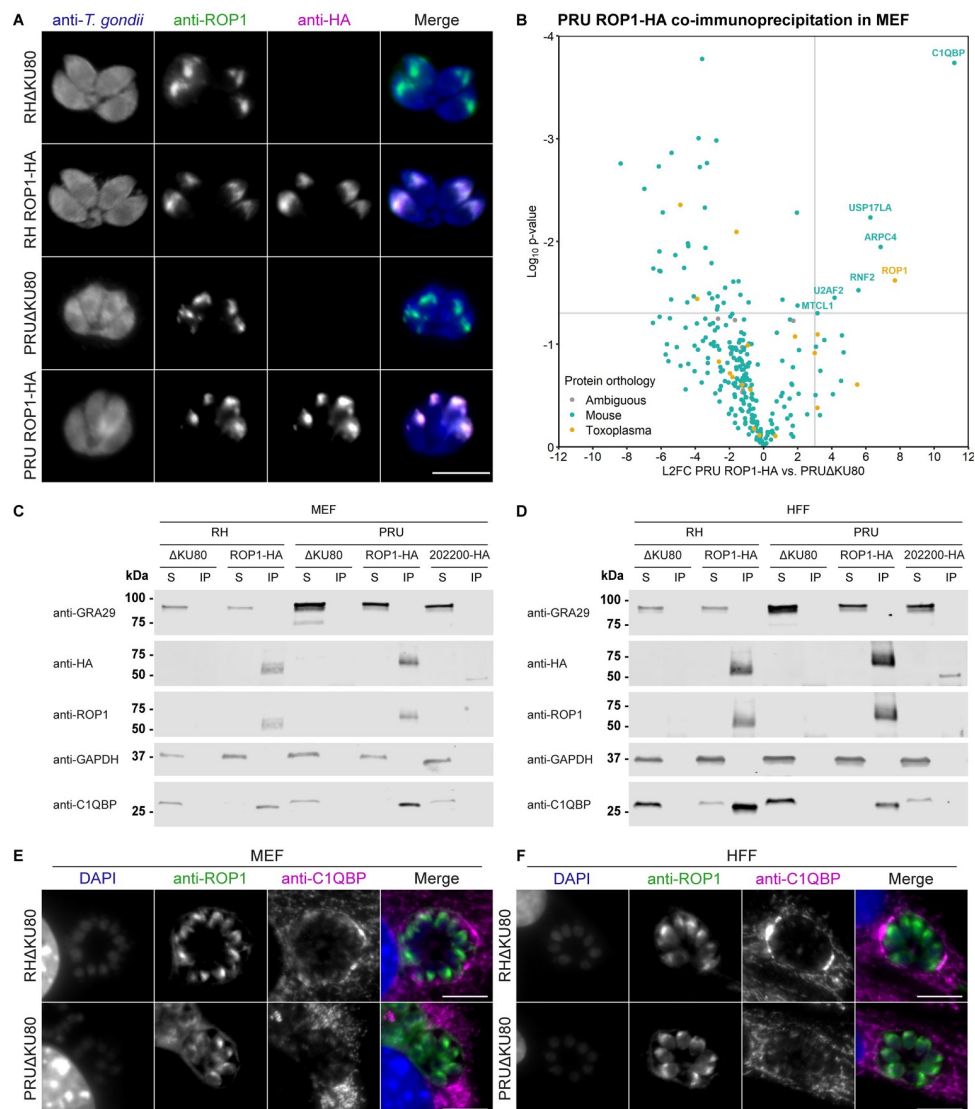 A
anti-T. gondii
anti-ROP1
anti-HA
Merge
RHΔKU80
RH ROP1-HA
PRUΔKU80
PRU ROP1-HA
B
PRU ROP1-HA co-immunoprecipitation in MEF
-4
-2
-1
0
Log10 p-value
C1QBP
USP17LA
ARPC4
ROP1
RNF2
U2AF2
MTCL1
Protein orthology
Ambiguous
Mouse
Toxoplasma
-12 -10 -8 -6 -4 -2 0 2 4 6 8 10 12
L2FC PRU ROP1-HA vs. PRUΔKU80
C
MEF
RH PRU
ΔKU80 ROP1-HA ΔKU80 ROP1-HA 202200-HA
kDa S IP S IP S IP S IP S IP
anti-GRA29 100 -
75 -
anti-HA 75 -
50 -
anti-ROP1 75 -
50 -
anti-GAPDH 37 -
anti-C1QBP 25 -
D
HFF
RH PRU
ΔKU80 ROP1-HA ΔKU80 ROP1-HA 202200-HA
kDa S IP S IP S IP S IP S IP
anti-GRA29 100 -
75 -
anti-HA 75 -
50 -
anti-ROP1 75 -
50 -
anti-GAPDH 37 -
anti-C1QBP 25 -
E
MEF
DAPI anti-ROP1 anti-C1QBP Merge
RHΔKU80
PRUΔKU80
F
HFF
DAPI anti-ROP1 anti-C1QBP Merge
RHΔKU80
PRUΔKU80